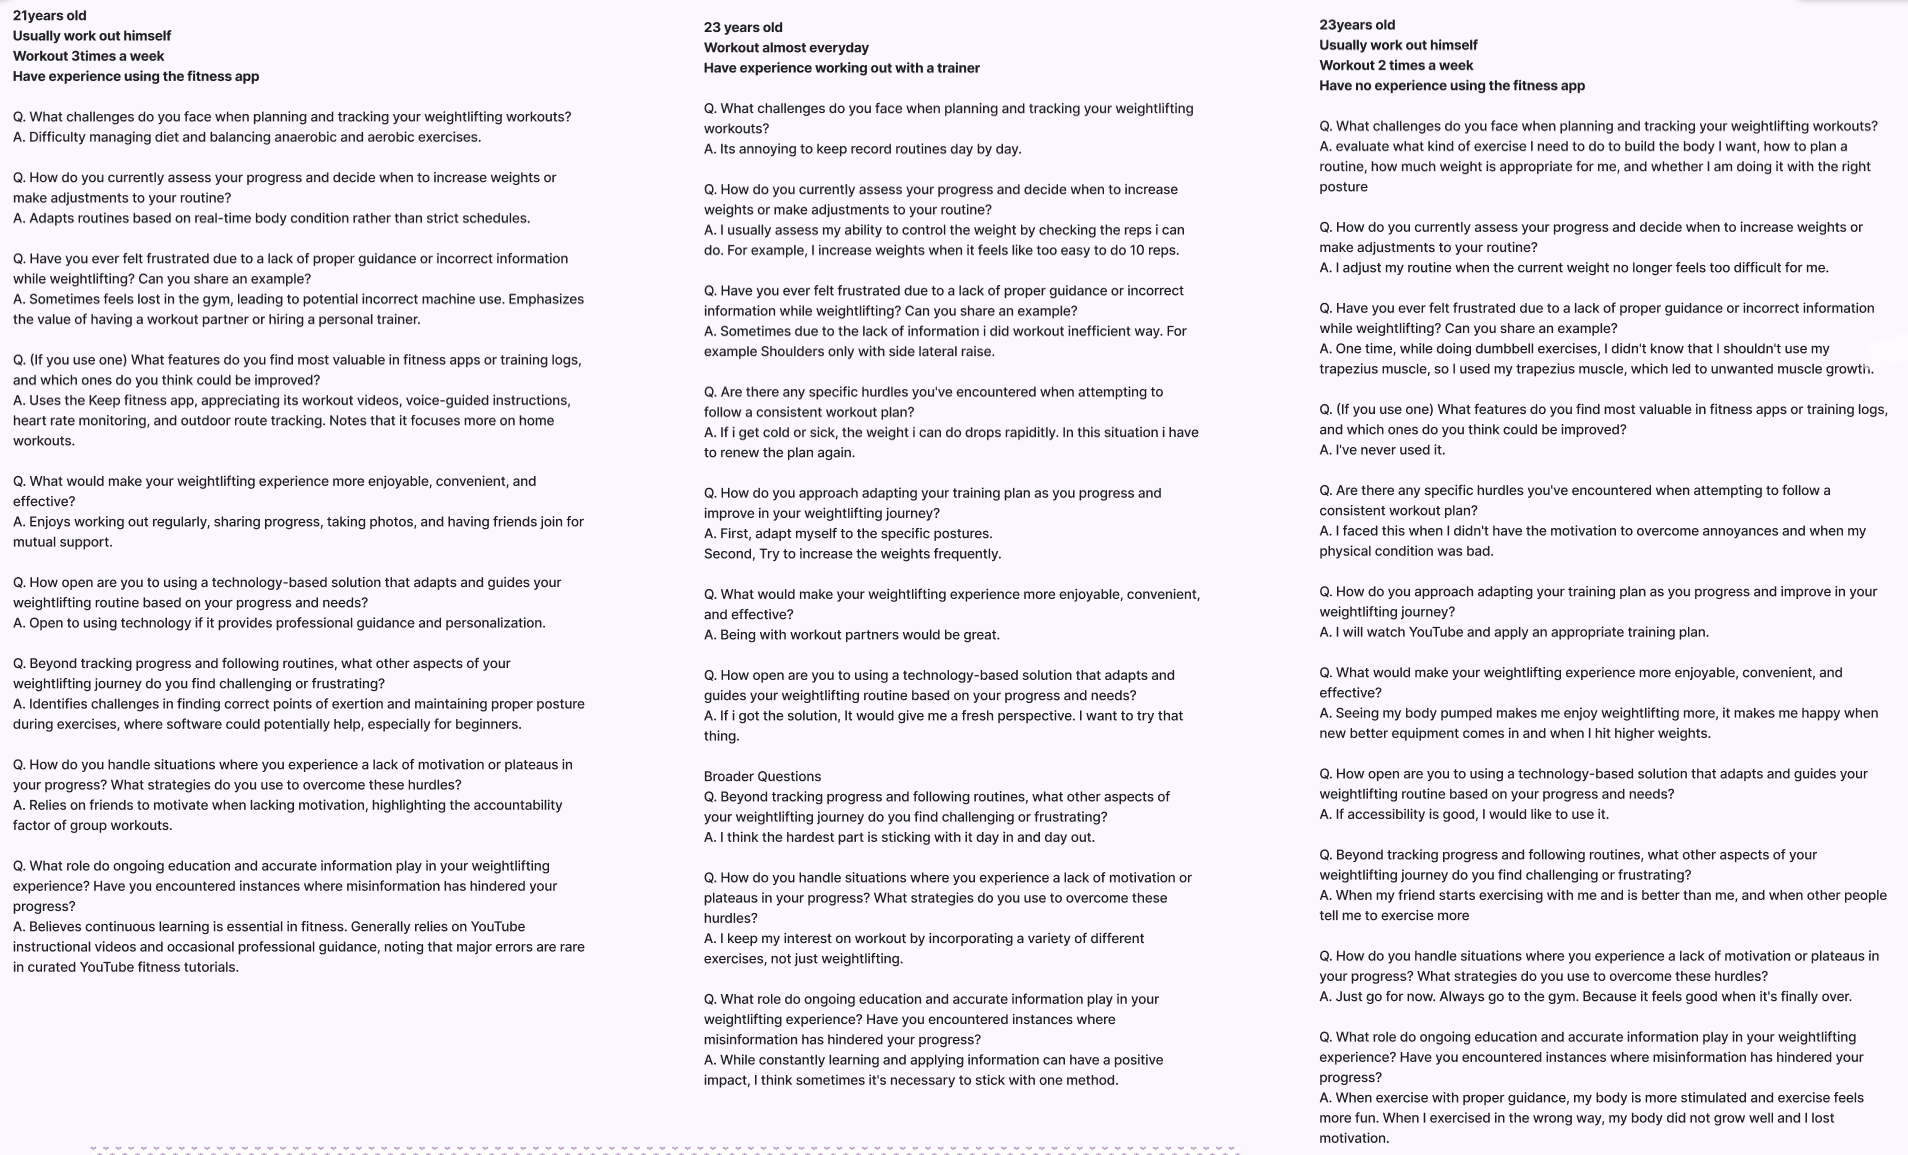 21years old
Usually work out himself
Workout 3times a week
Have experience using the fitness app
Q. What challenges do you face when planning and tracking your weightlifting workouts?
A. Difficulty managing diet and balancing anaerobic and aerobic exercises.
Q. How do you currently assess your progress and decide when to increase weights or
make adjustments to your routine?
A. Adapts routines based on real-time body condition rather than strict schedules.
Q. Have you ever felt frustrated due to a lack of proper guidance or incorrect information
while weightlifting? Can you share an example?
A. Sometimes feels lost in the gym, leading to potential incorrect machine use. Emphasizes
the value of having a workout partner or hiring a personal trainer.
Q. (If you use one) What features do you find most valuable in fitness apps or training logs,
and which ones do you think could be improved?
A. Uses the Keep fitness app, appreciating its workout videos, voice-guided instructions,
heart rate monitoring, and outdoor route tracking. Notes that it focuses more on home
workouts.
Q. What would make your weightlifting experience more enjoyable, convenient, and
effective?
A. Enjoys working out regularly, sharing progress, taking photos, and having friends join for
mutual support.
Q. How open are you to using a technology-based solution that adapts and guides your
weightlifting routine based on your progress and needs?
A. Open to using technology if it provides professional guidance and personalization.
Q. Beyond tracking progress and following routines, what other aspects of your
weightlifting journey do you find challenging or frustrating?
A. Identifies challenges in finding correct points of exertion and maintaining proper posture
during exercises, where software could potentially help, especially for beginners.
Q. How do you handle situations where you experience a lack of motivation or plateaus in
your progress? What strategies do you use to overcome these hurdles?
A. Relies on friends to motivate when lacking motivation, highlighting the accountability
factor of group workouts.
Q. What role do ongoing education and accurate information play in your weightlifting
experience? Have you encountered instances where misinformation has hindered your
progress?
A. Believes continuous learning is essential in fitness. Generally relies on YouTube
instructional videos and occasional professional guidance, noting that major errors are rare
in curated YouTube fitness tutorials.
23 years old
Workout almost everyday
Have experience working out with a trainer
Q. What challenges do you face when planning and tracking your weightlifting
workouts?
A. Its annoying to keep record routines day by day.
Q. How do you currently assess your progress and decide when to increase
weights or make adjustments to your routine?
A. I usually assess my ability to control the weight by checking the reps i can
do. For example, I increase weights when it feels like too easy to do 10 reps.
Q. Have you ever felt frustrated due to a lack of proper guidance or incorrect
information while weightlifting? Can you share an example?
A. Sometimes due to the lack of information i did workout inefficient way. For
example Shoulders only with side lateral raise.
Q. Are there any specific hurdles you've encountered when attempting to
follow a consistent workout plan?
A. If i get cold or sick, the weight i can do drops rapiditly. In this situation i have
to renew the plan again.
Q. How do you approach adapting your training plan as you progress and
improve in your weightlifting journey?
A. First, adapt myself to the specific postures.
Second, Try to increase the weights frequently.
Q. What would make your weightlifting experience more enjoyable, convenient,
and effective?
A. Being with workout partners would be great.
Q. How open are you to using a technology-based solution that adapts and
guides your weightlifting routine based on your progress and needs?
A. If i got the solution, It would give me a fresh perspective. I want to try that
thing.
Broader Questions
Q. Beyond tracking progress and following routines, what other aspects of
your weightlifting journey do you find challenging or frustrating?
A. I think the hardest part is sticking with it day in and day out.
Q. How do you handle situations where you experience a lack of motivation or
plateaus in your progress? What strategies do you use to overcome these
hurdles?
A. I keep my interest on workout by incorporating a variety of different
exercises, not just weightlifting.
Q. What role do ongoing education and accurate information play in your
weightlifting experience? Have you encountered instances where
misinformation has hindered your progress?
A. While constantly learning and applying information can have a positive
impact, I think sometimes it's necessary to stick with one method.
23years old
Usually work out himself
Workout 2 times a week
Have no experience using the fitness app
Q. What challenges do you face when planning and tracking your weightlifting workouts?
A. evaluate what kind of exercise I need to do to build the body I want, how to plan a
routine, how much weight is appropriate for me, and whether I am doing it with the right
posture
Q. How do you currently assess your progress and decide when to increase weights or
make adjustments to your routine?
A. I adjust my routine when the current weight no longer feels too difficult for me.
Q. Have you ever felt frustrated due to a lack of proper guidance or incorrect information
while weightlifting? Can you share an example?
A. One time, while doing dumbbell exercises, I didn't know that I shouldn't use my
trapezius muscle, so I used my trapezius muscle, which led to unwanted muscle growth.
Q. (If you use one) What features do you find most valuable in fitness apps or training logs,
and which ones do you think could be improved?
A. I've never used it.
Q. Are there any specific hurdles you've encountered when attempting to follow a
consistent workout plan?
A. I faced this when I didn't have the motivation to overcome annoyances and when my
physical condition was bad.
Q. How do you approach adapting your training plan as you progress and improve in your
weightlifting journey?
A. I will watch YouTube and apply an appropriate training plan.
Q. What would make your weightlifting experience more enjoyable, convenient, and
effective?
A. Seeing my body pumped makes me enjoy weightlifting more, it makes me happy when
new better equipment comes in and when I hit higher weights.
Q. How open are you to using a technology-based solution that adapts and guides your
weightlifting routine based on your progress and needs?
A. If accessibility is good, I would like to use it.
Q. Beyond tracking progress and following routines, what other aspects of your
weightlifting journey do you find challenging or frustrating?
A. When my friend starts exercising with me and is better than me, and when other people
tell me to exercise more
Q. How do you handle situations where you experience a lack of motivation or plateaus in
your progress? What strategies do you use to overcome these hurdles?
A. Just go for now. Always go to the gym. Because it feels good when it's finally over.
Q. What role do ongoing education and accurate information play in your weightlifting
experience? Have you encountered instances where misinformation has hindered your
progress?
A. When exercise with proper guidance, my body is more stimulated and exercise feels
more fun. When I exercised in the wrong way, my body did not grow well and I lost
motivation.